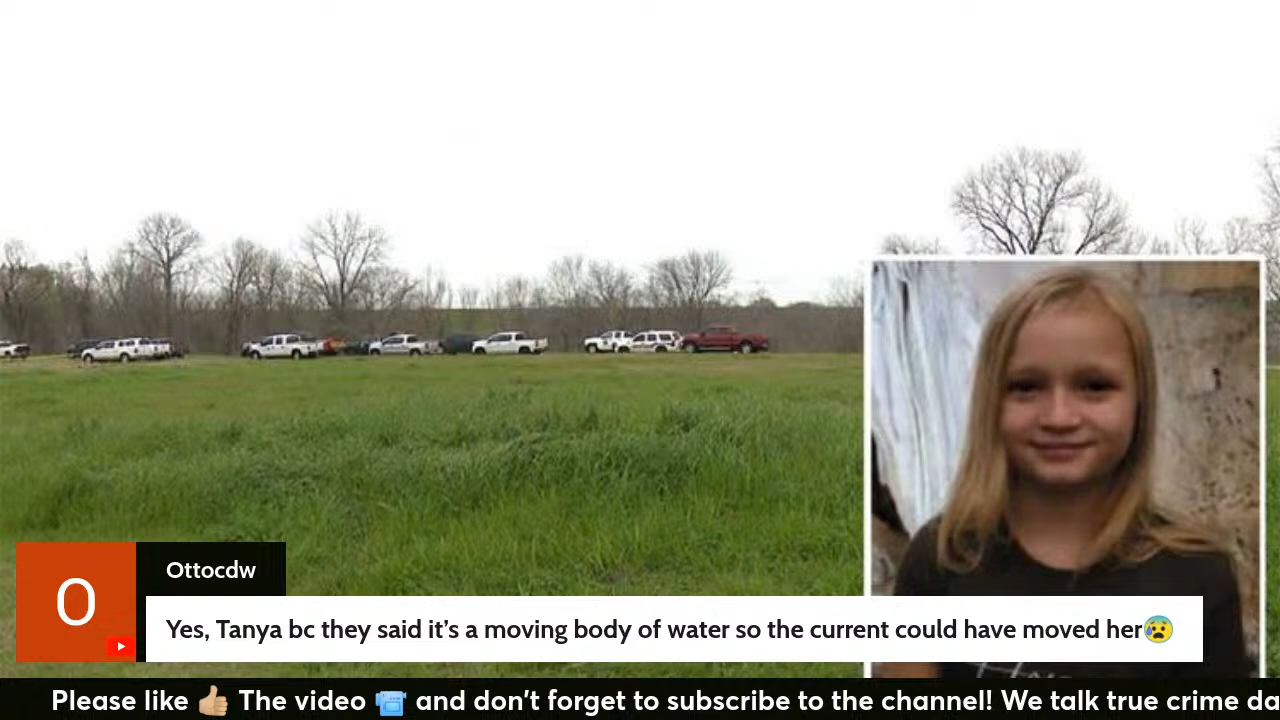 O
Ottocdw
Yes, Tanya bc they said it's a moving body of water so the current could have moved her😰
Please like 👍🏼 The video 📹 and don't forget to subscribe to the channel! We talk true crime da